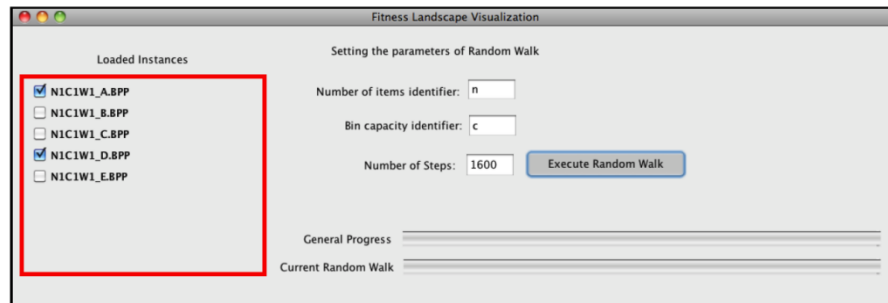 Fitness Landscape Visualization
Loaded Instances
N1C1W1_A.BPP
N1C1W1_B.BPP
N1C1W1_C.BPP
N1C1W1_D.BPP
N1C1W1_E.BPP
Setting the parameters of Random Walk
Number of items identifier: n
Bin capacity identifier: c
Number of Steps: 1600 Execute Random Walk
General Progress
Current Random Walk